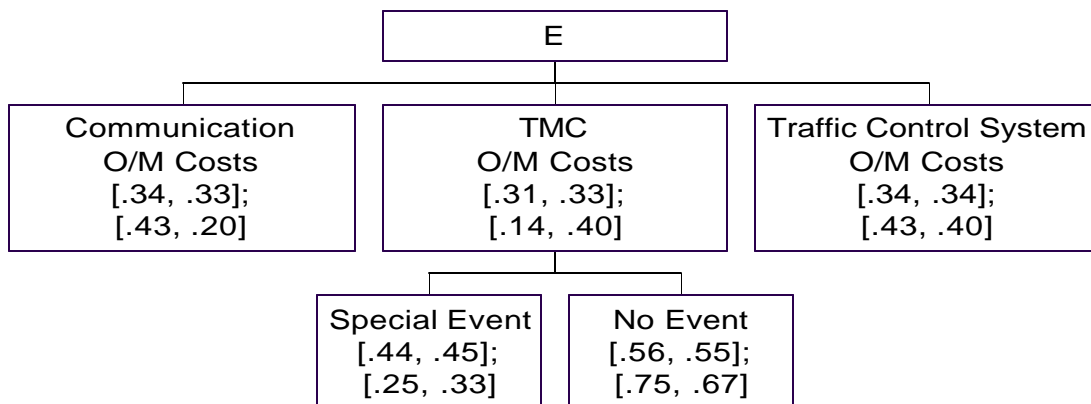 E
Communication
O/M Costs
[.34, .33];
[.43, .20]
TMC
O/M Costs
[.31, .33];
[.14, .40]
Traffic Control System
O/M Costs
[.34, .34];
[.43, .40]
Special Event
[.44, .45];
[.25, .33]
No Event
[.56, .55];
[.75, .67]